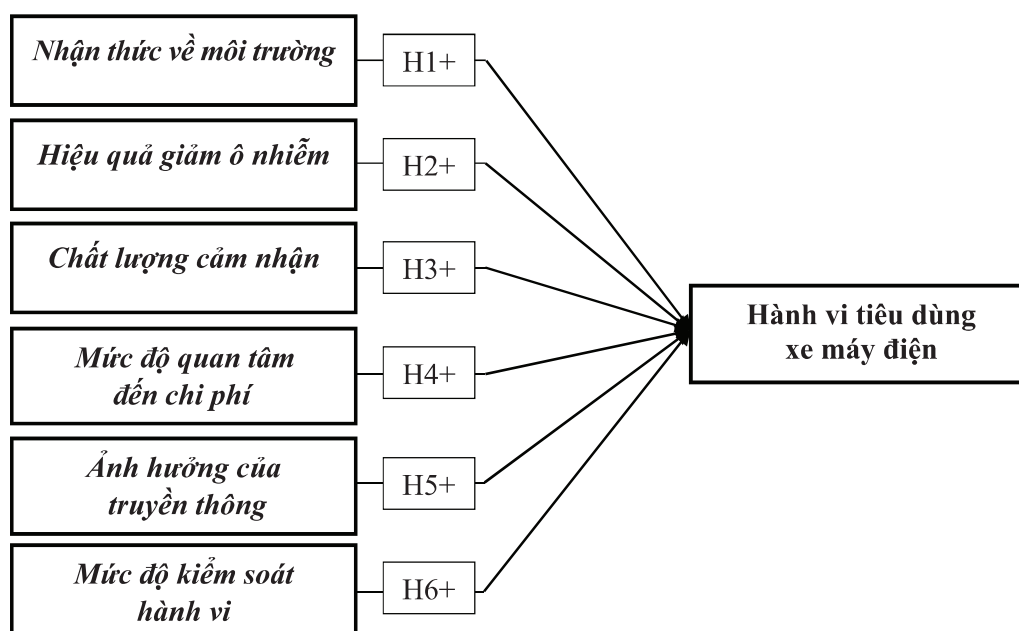 Nhận thức về môi trường
H1+
Hiệu quả giảm ô nhiễm
H2+
Chất lượng cảm nhận
H3+
Mức độ quan tâm
đến chi phí
H4+
Ảnh hưởng của
truyền thông
H5+
Mức độ kiểm soát
hành vi
H6+
Hành vi tiêu dùng
xe máy điện